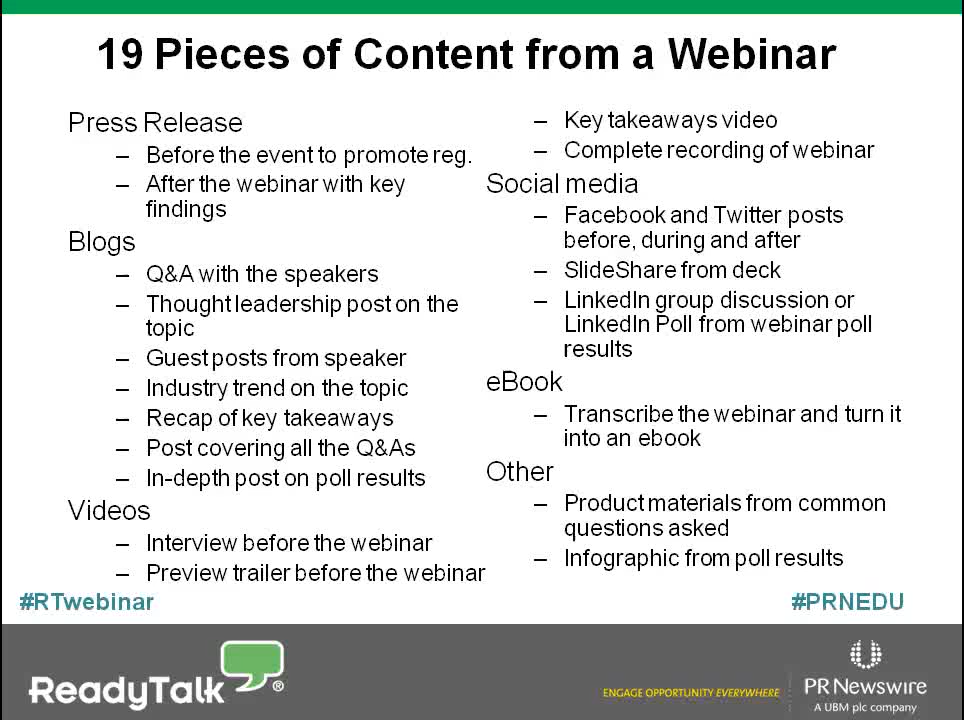 19 Pieces of Content from a Webinar
Press Release
– Before the event to promote reg.
– After the webinar with key
findings
Blogs
– Q&A with the speakers
– Thought leadership post on the
topic
– Guest posts from speaker
– Industry trend on the topic
– Recap of key takeaways
– Post covering all the Q&As
– In-depth post on poll results
Videos
– Interview before the webinar
– Preview trailer before the webinar
– Key takeaways video
– Complete recording of webinar
Social media
– Facebook and Twitter posts
before, during and after
– SlideShare from deck
– LinkedIn group discussion or
LinkedIn Poll from webinar poll
results
eBook
– Transcribe the webinar and turn it
into an ebook
Other
– Product materials from common
questions asked
– Infographic from poll results
#RTwebinar
#PRNEDU
ReadyTalk®
ENGAGE OPPORTUNITY EVERYWHERE
PR Newswire
A UBM plc company